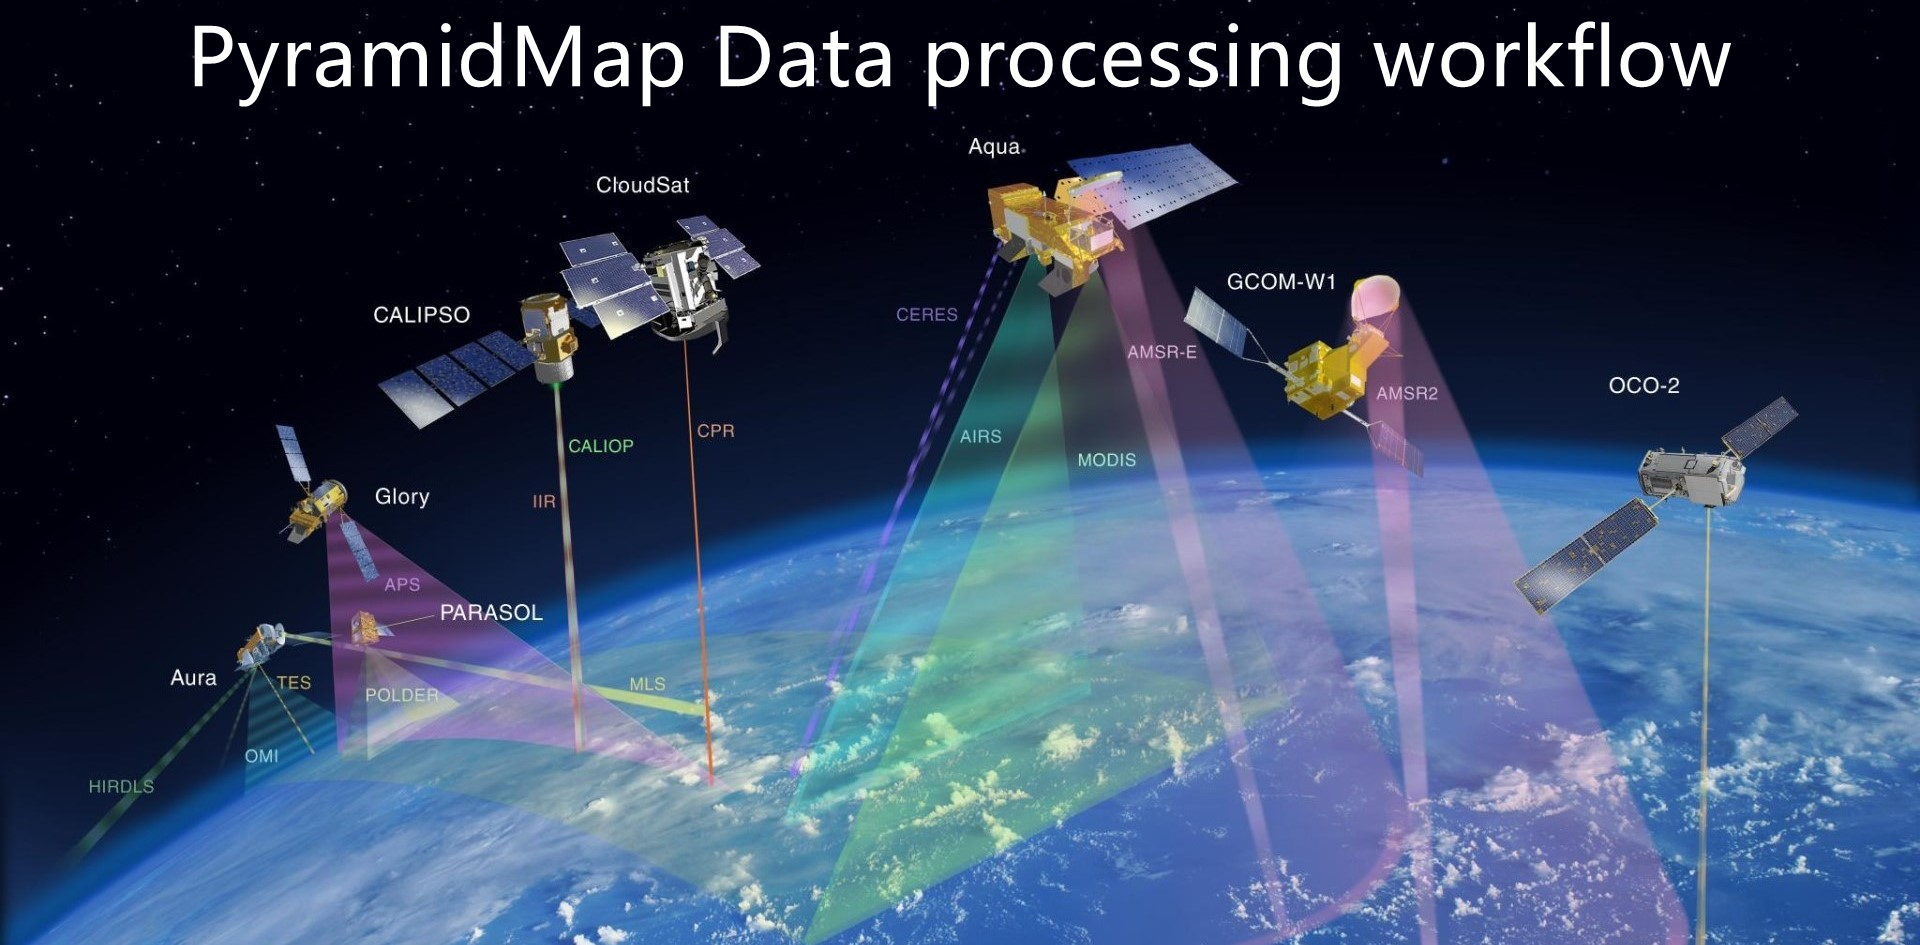 PyramidMap Data processing workflow
Aqua
CloudSat
GCOM-W1
CALIPSO
CERES
AMSR-E
OCO-2
AMSR2
CPR
AIRS
CALIOP
MODIS
Glory
IIR
APS
PARASOL
Aura
TES
MLS
POLDER
OMI
HIRDLS